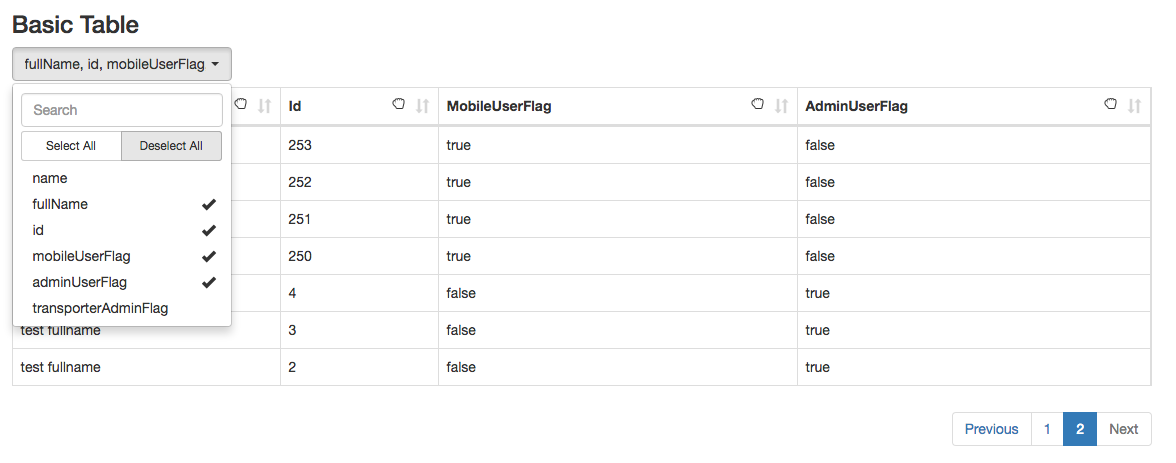 Basic Table
fullName, id, mobileUserFlag
Search
Select All Deselect All
name
fullName
id
mobileUserFlag
adminUserFlag
transporterAdminFlag
Id MobileUserFlag AdminUserFlag
253 true false
252 true false
251 true false
250 true false
4 false true
test fullname 3 false true
test fullname 2 false true
Previous 1 2 Next